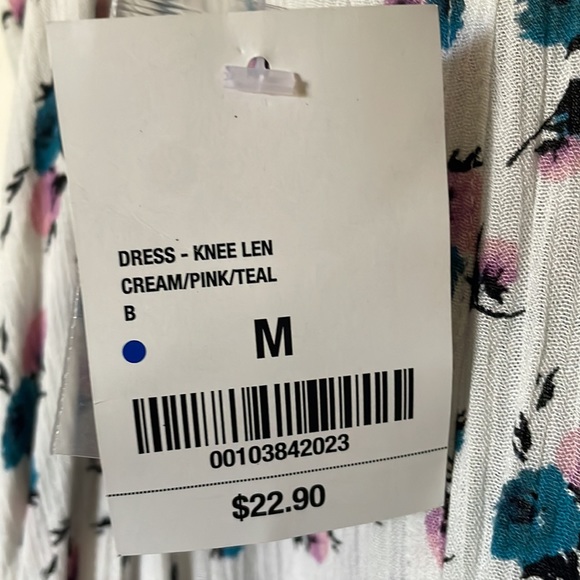 DRESS - KNEE LEN
CREAM/PINK/TEAL
B
M
00103842023
$22.90